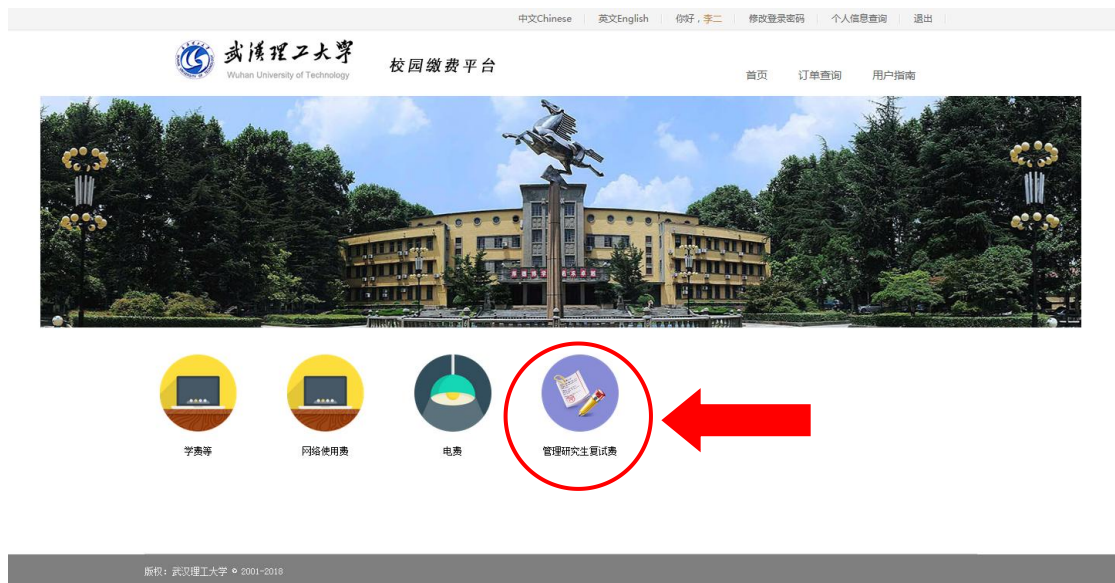 中文Chinese 英文English 你好，李二 修改登录密码 个人信息查询 退出
武汉理工大学
Wuhan University of Technology
校园缴费平台
首页 订单查询 用户指南
学费等 网络使用费 电费 管理研究生复试费
版权：武汉理工大学 © 2001-2018